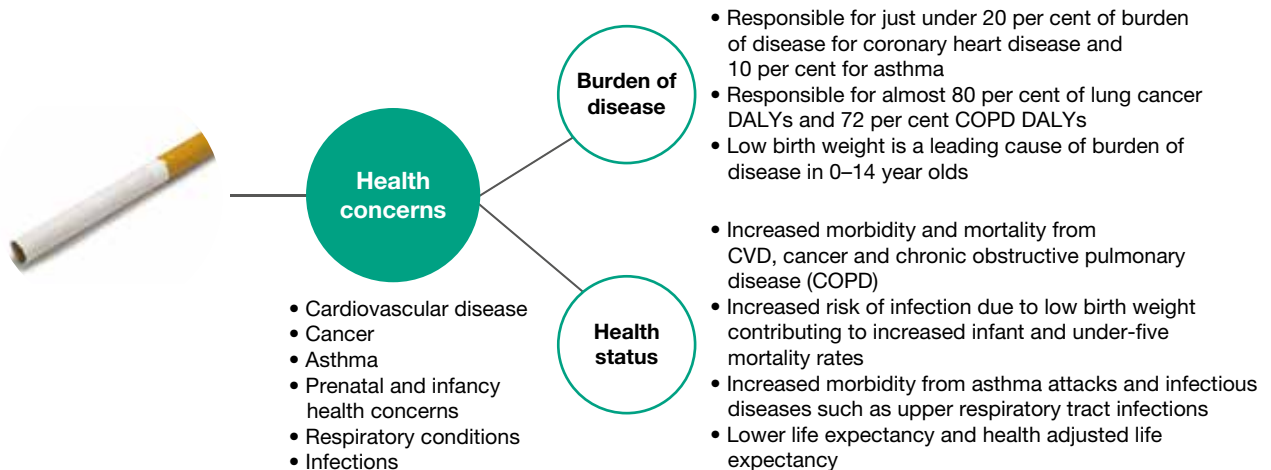 Health
concerns
• Cardiovascular disease
• Cancer
• Asthma
• Prenatal and infancy
health concerns
• Respiratory conditions
• Infections
Burden of
disease
• Responsible for just under 20 per cent of burden
of disease for coronary heart disease and
10 per cent for asthma
• Responsible for almost 80 per cent of lung cancer
DALYs and 72 per cent COPD DALYs
• Low birth weight is a leading cause of burden of
disease in 0–14 year olds
Health
status
• Increased morbidity and mortality from
CVD, cancer and chronic obstructive pulmonary
disease (COPD)
• Increased risk of infection due to low birth weight
contributing to increased infant and under-five
mortality rates
• Increased morbidity from asthma attacks and infectious
diseases such as upper respiratory tract infections
• Lower life expectancy and health adjusted life
expectancy